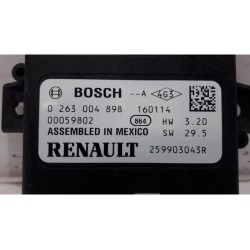 BOSCH --A 4G3
0 263 004 898 160114
00059802 864 HW 3.20
ASSEMBLED IN MEXICO SW 29.5
RENAULT 259903043R